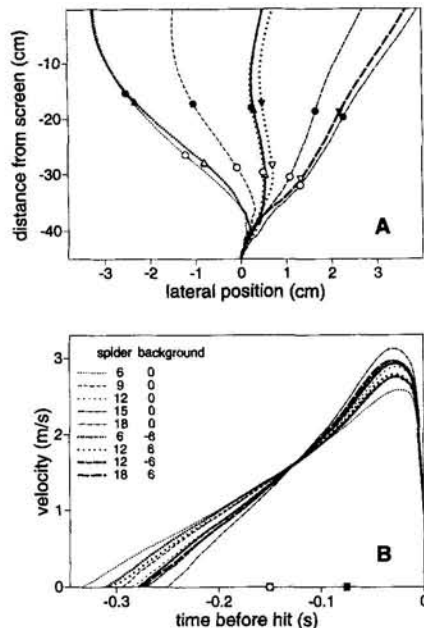 distance from screen (cm)
-20
-30
-40
A
-3 -2 -1 0 1 2 3
lateral position (cm)
velocity (m/s)
3
2
1
0
spider background
6 0
9 0
12 0
15 0
18 0
6 -6
12 6
12 -6
18 6
B
-0.3 -0.2 -0.1 0
time before hit (s)